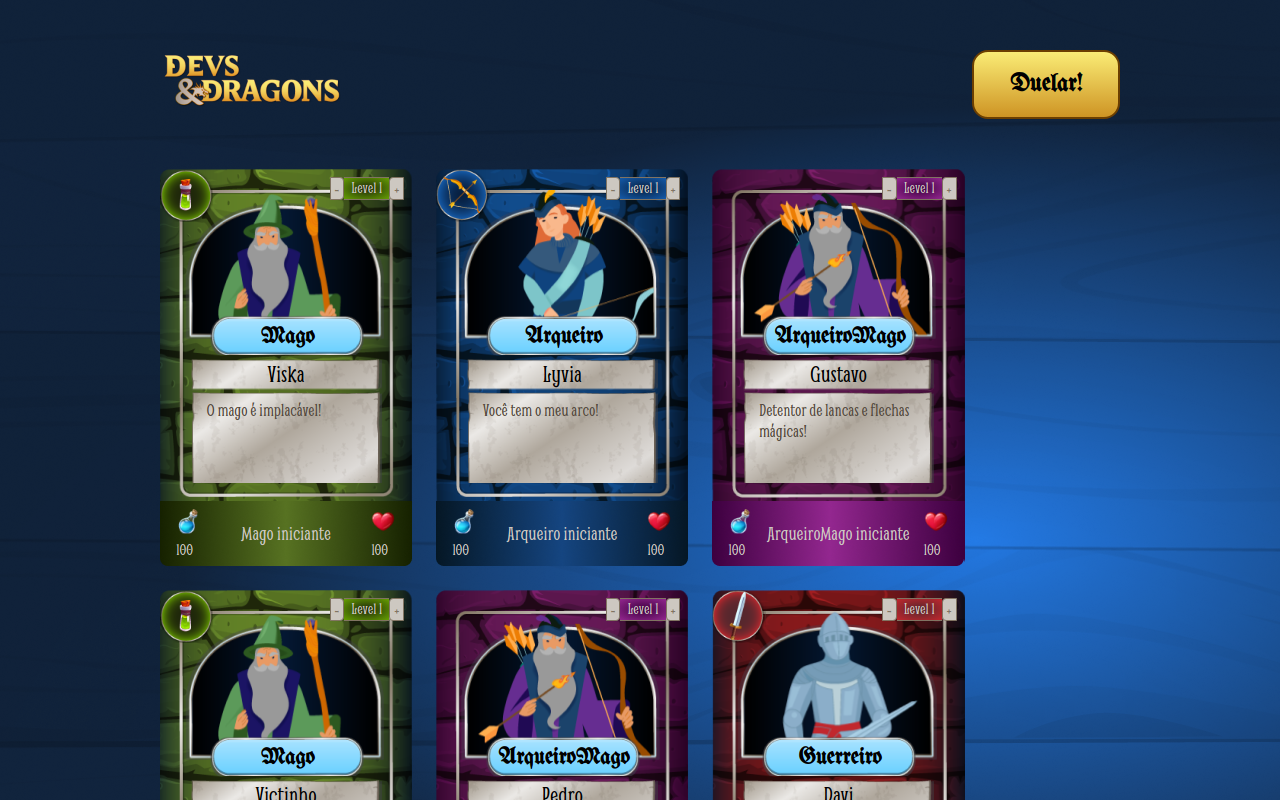 DEVS
&DRAGONS
Duelar!
- Level 1 +
Mago
Viska
O mago é implacável!
Mago iniciante
100
100
- Level 1 +
Arqueiro
Lyvia
Você tem o meu arco!
Arqueiro iniciante
100
100
- Level 1 +
ArqueiroMago
Gustavo
Detentor de lancas e flechas
mágicas!
ArqueiroMago iniciante
100
100
- Level 1 +
Mago
Victinho
- Level 1 +
ArqueiroMago
Pedro
- Level 1 +
Guerreiro
Davi